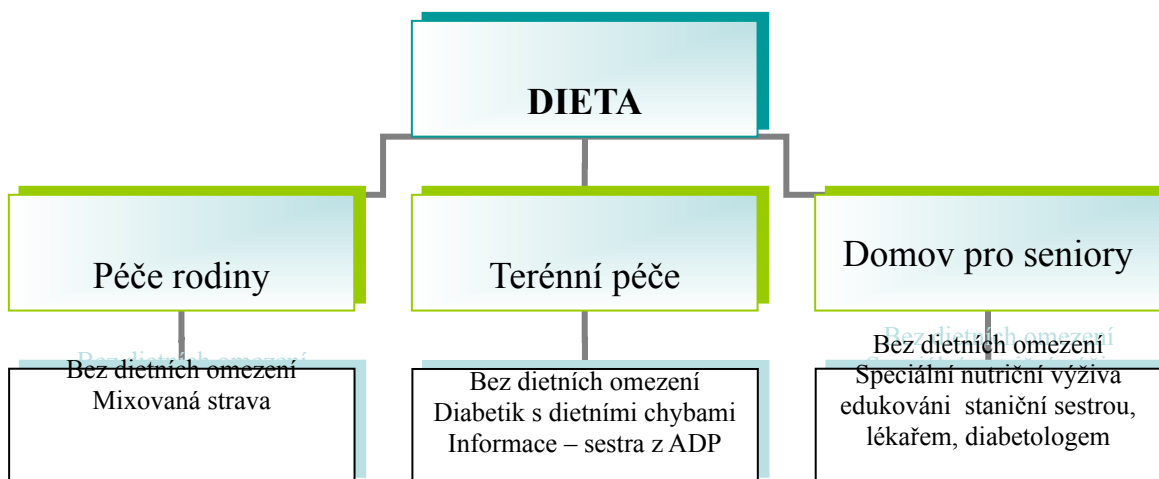 DIETA
Péče rodiny
Terénní péče
Domov pro seniory
Bez dietních omezení
Mixovaná strava
Bez dietních omezení
Diabetik s dietními chybami
Informace – sestra z ADP
Bez dietních omezení
Speciální nutriční výživa
edukováni  staniční sestrou,
lékařem, diabetologem